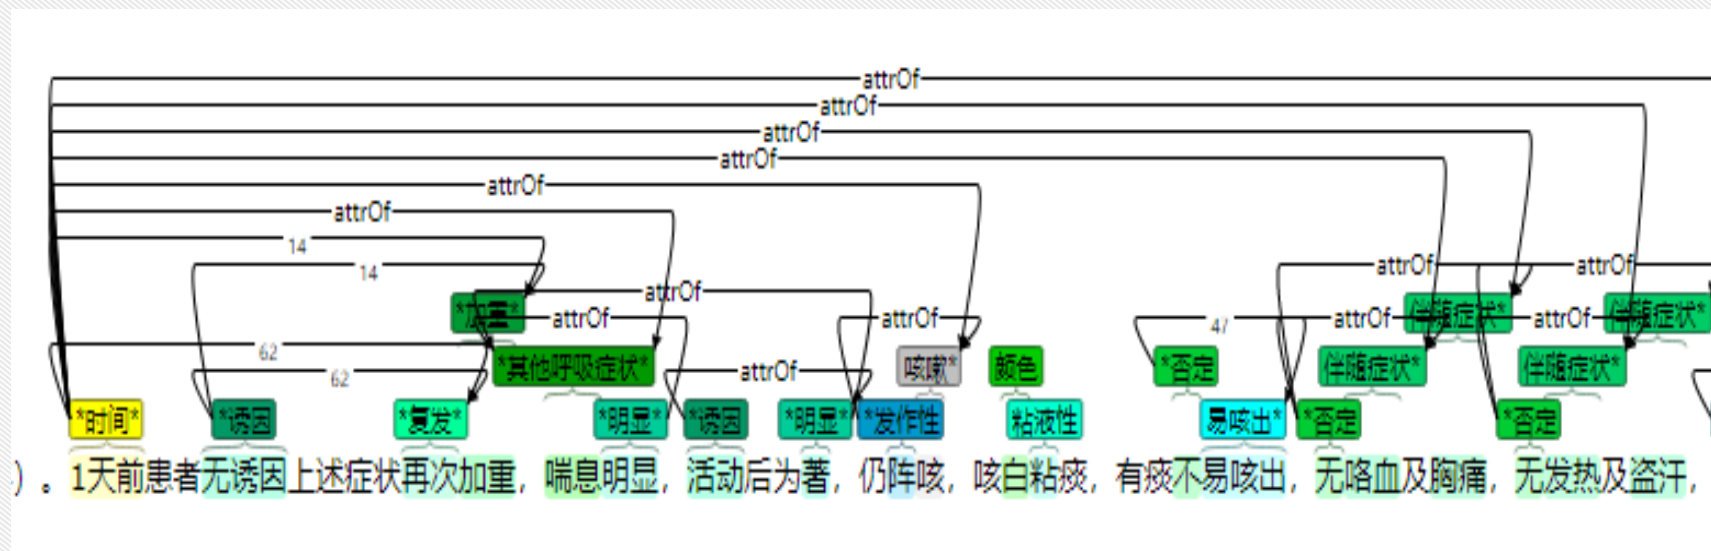 attrOf
attrOf
attrOf
attrOf
attrOf
attrOf
14
14 attrOf attrOf
attrOf *加重* attrOf attrOf 47 attrOf 伴随症状* attrOf 伴随症状*
62 *其他呼吸症状* 咳嗽* 颜色 *否定 伴随症状* 伴随症状*
62 attrOf
*时间* *诱因 *复发* *明显* *诱因 *明显* *发作性 粘液性 易咳出* *否定 *否定
)。1天前患者无诱因上述症状再次加重，喘息明显，活动后为著，仍阵咳，咳白粘痰，有痰不易咳出，无咯血及胸痛，无发热及盗汗，